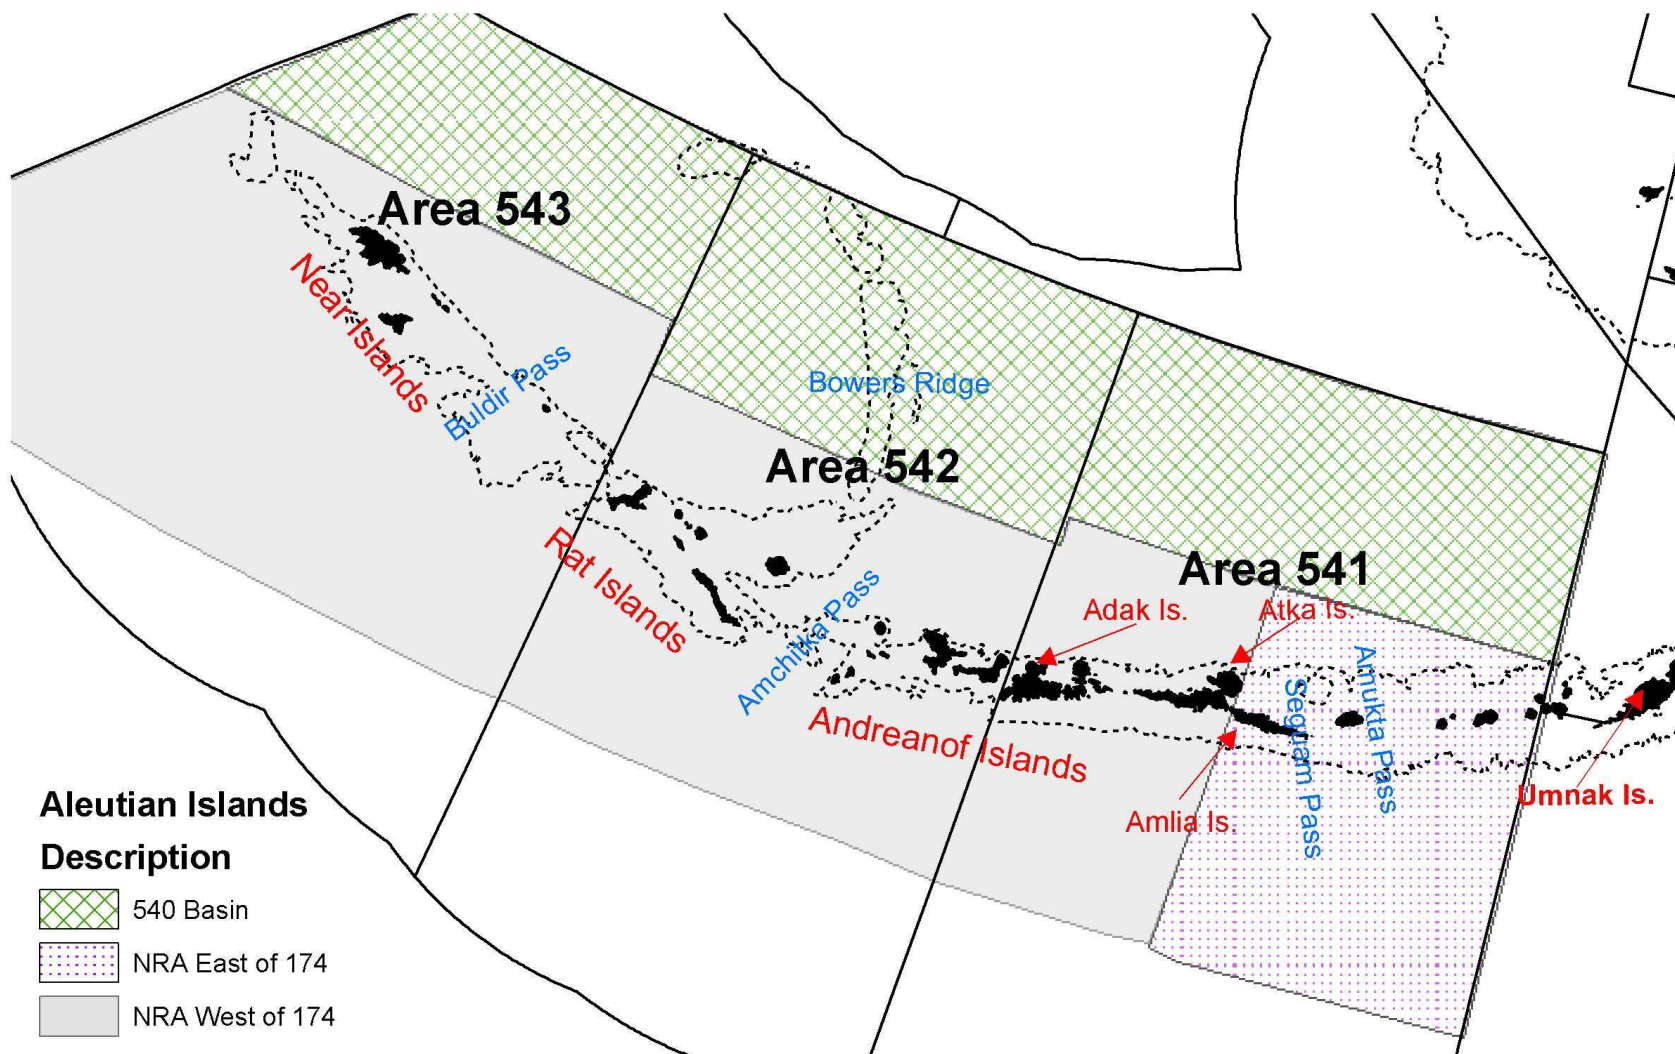 Area 543
Near Islands
Buldir Pass
Bowers Ridge
Area 542
Rat Islands
Amchitka Pass
Andreanof Islands
Area 541
Adak Is.
Atka Is.
Amlia Is.
Seguam Pass
Amukta Pass
Umnak Is.
Aleutian Islands
Description
540 Basin
NRA East of 174
NRA West of 174